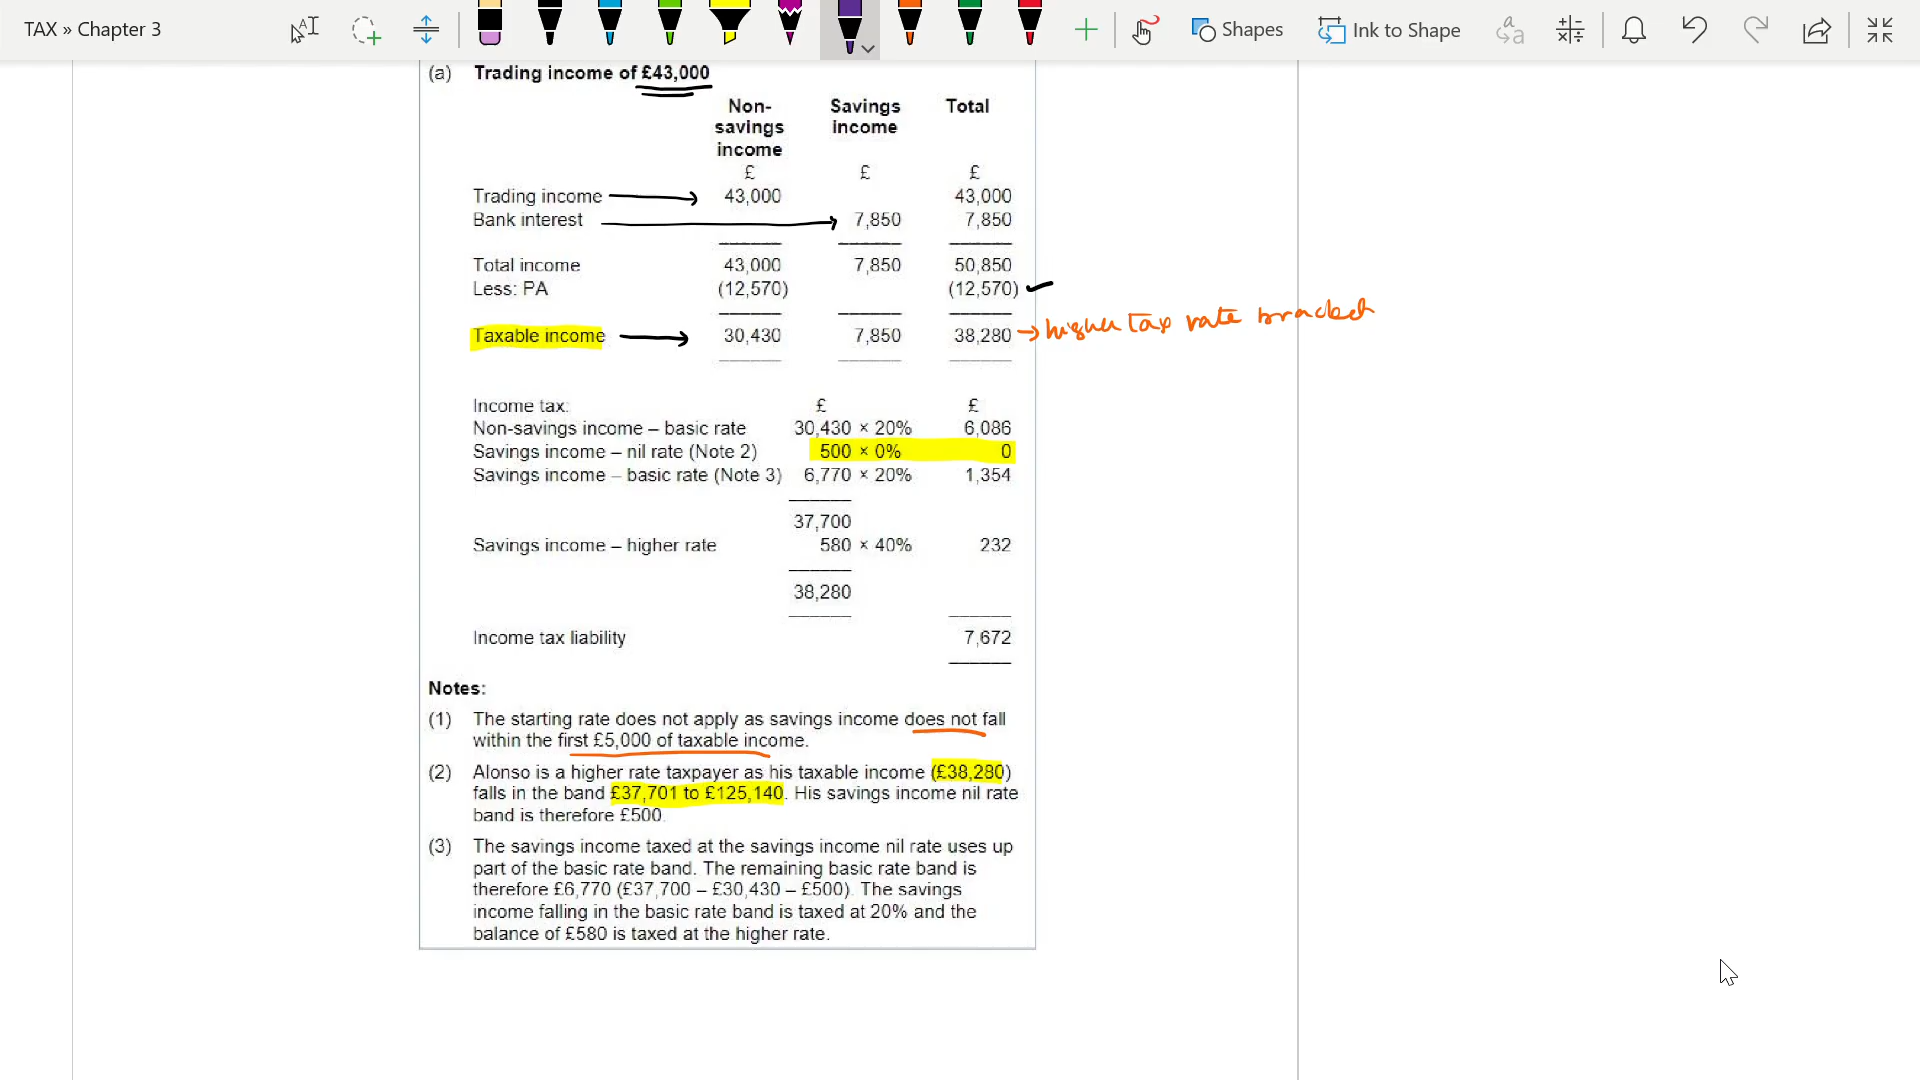 TAX » Chapter 3
Shapes
Ink to Shape
(a) Trading income of £43,000
Non- Savings Total
savings income
income
£ £ £
Trading income 43,000 43,000
Bank interest 7,850 7,850
Total income 43,000 7,850 50,850
Less: PA (12,570) (12,570)
Taxable income 30,430 7,850 38,280 → higher Tax rate bracket
Income tax: £ £
Non-savings income – basic rate 30,430 × 20% 6,086
Savings income – nil rate (Note 2) 500 × 0% 0
Savings income – basic rate (Note 3) 6,770 × 20% 1,354
37,700
Savings income – higher rate 580 × 40% 232
38,280
Income tax liability 7,672
Notes:
(1) The starting rate does not apply as savings income does not fall
within the first £5,000 of taxable income.
(2) Alonso is a higher rate taxpayer as his taxable income (£38,280)
falls in the band £37,701 to £125,140. His savings income nil rate
band is therefore £500.
(3) The savings income taxed at the savings income nil rate uses up
part of the basic rate band. The remaining basic rate band is
therefore £6,770 (£37,700 – £30,430 – £500). The savings
income falling in the basic rate band is taxed at 20% and the
balance of £580 is taxed at the higher rate.